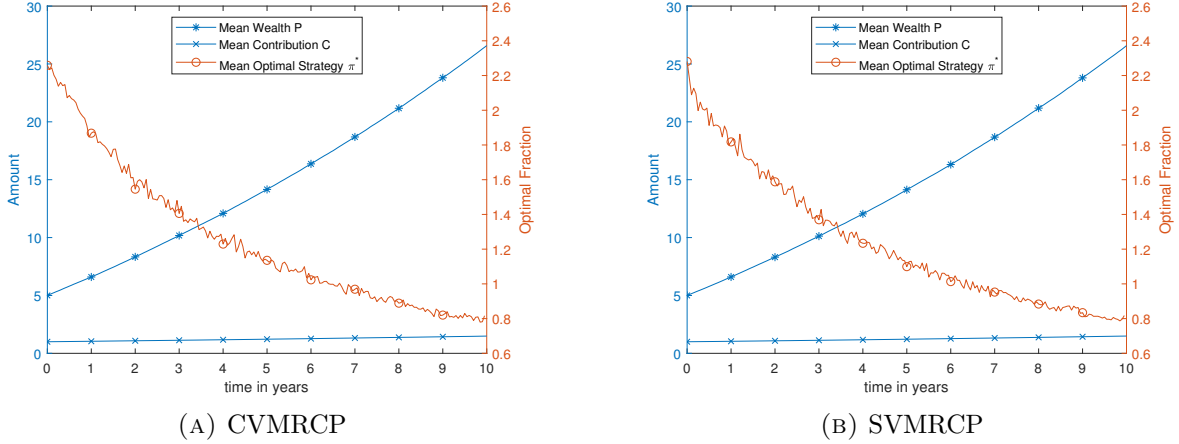 Mean Wealth P
Mean Contribution C
Mean Optimal Strategy π*
30
25
20
15
10
5
0
Amount
2.6
2.4
2.2
2
1.8
1.6
1.4
1.2
1
0.8
0.6
Optimal Fraction
0 1 2 3 4 5 6 7 8 9 10
time in years
(A) CVMRCP
Mean Wealth P
Mean Contribution C
Mean Optimal Strategy π*
30
25
20
15
10
5
0
Amount
2.6
2.4
2.2
2
1.8
1.6
1.4
1.2
1
0.8
0.6
Optimal Fraction
0 1 2 3 4 5 6 7 8 9 10
time in years
(B) SVMRCP